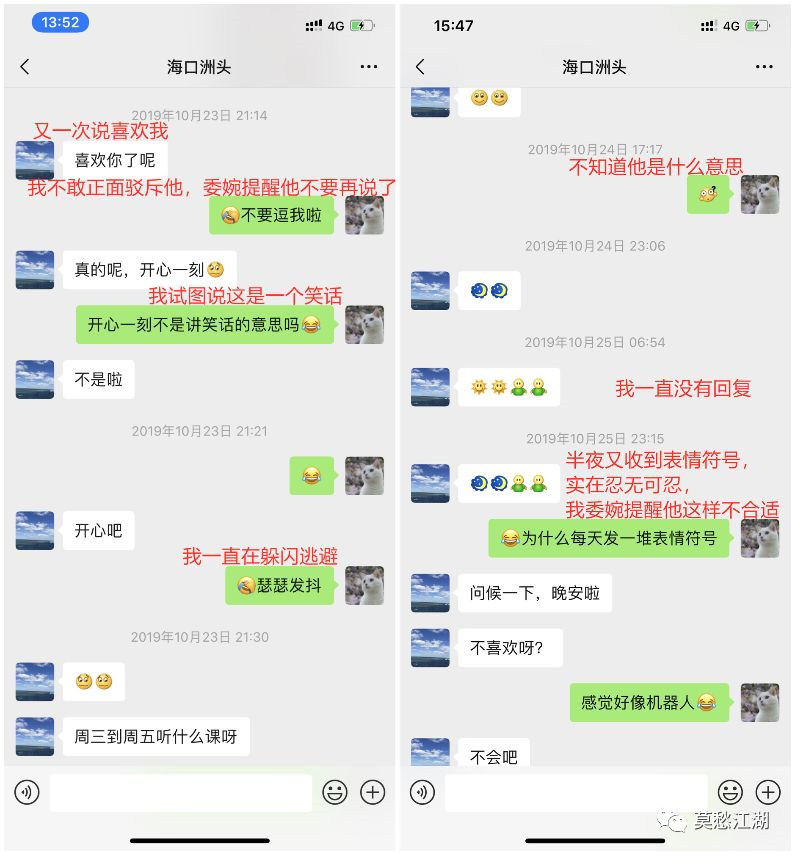 13:52
4G
海口洲头
2019年10月23日 21:14
又一次说喜欢我
喜欢你了呢
我不敢正面驳斥他，委婉提醒他不要再说了
不要逗我啦
真的呢，开心一刻
我试图说这是一个笑话
开心一刻不是讲笑话的意思吗
不是啦
2019年10月23日 21:21
开心吧
我一直在躲闪逃避
瑟瑟发抖
2019年10月23日 21:30
周三到周五听什么课呀
15:47
4G
海口洲头
2019年10月24日 17:17
不知道他是什么意思
2019年10月24日 23:06
2019年10月25日 06:54
我一直没有回复
2019年10月25日 23:15
半夜又收到表情符号，
实在忍无可忍，
我委婉提醒他这样不合适
为什么每天发一堆表情符号
问候一下，晚安啦
不喜欢呀？
感觉好像机器人
不会吧
莫愁江湖